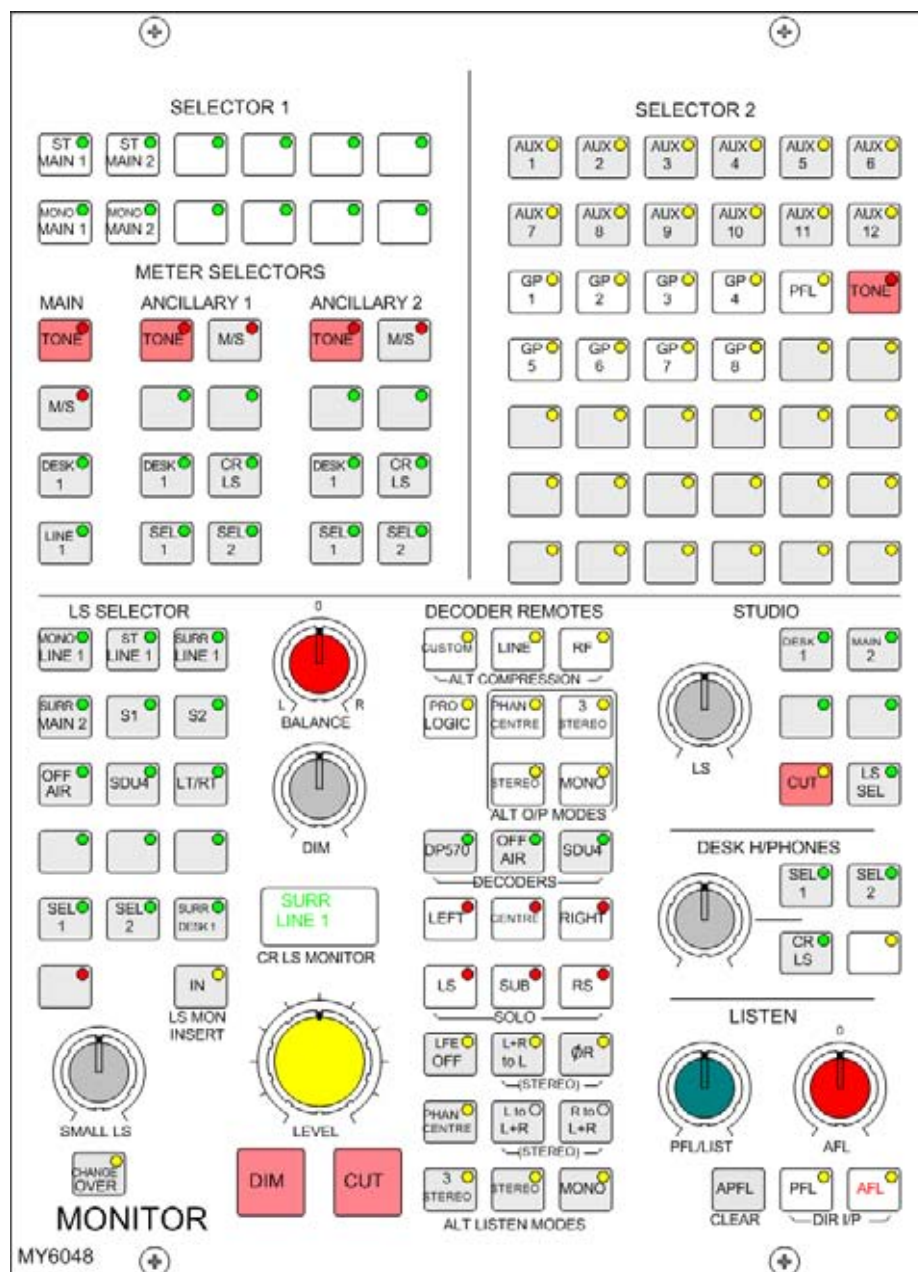 SELECTOR 1
ST MAIN 1
ST MAIN 2
MONO MAIN 1
MONO MAIN 2
METER SELECTORS
MAIN
ANCILLARY 1
ANCILLARY 2
TONE
TONE
M/S
TONE
M/S
M/S
DESK 1
DESK 1
CR LS
DESK 1
CR LS
LINE 1
SEL 1
SEL 2
SEL 1
SEL 2
SELECTOR 2
AUX 1
AUX 2
AUX 3
AUX 4
AUX 5
AUX 6
AUX 7
AUX 8
AUX 9
AUX 10
AUX 11
AUX 12
GP 1
GP 2
GP 3
GP 4
PFL
TONE
GP 5
GP 6
GP 7
GP 8
LS SELECTOR
MONO LINE 1
ST LINE 1
SURR LINE 1
SURR MAIN 2
S1
S2
OFF AIR
SDU4
LT/RT
SEL 1
SEL 2
SURR DESK 1
IN
LS MON
INSERT
SMALL LS
CHANGE OVER
0
L
R
BALANCE
DIM
SURR
LINE 1
CR LS MONITOR
LEVEL
DIM
CUT
DECODER REMOTES
CUSTOM
LINE
RF
ALT COMPRESSION
PRO LOGIC
PHAN CENTRE
3 STEREO
STEREO
MONO
ALT O/P MODES
DP570
OFF AIR
SDU4
DECODERS
LEFT
CENTRE
RIGHT
LS
SUB
RS
SOLO
LFE OFF
L+R to L
ØR
(STEREO)
PHAN CENTRE
L to L+R
R to L+R
(STEREO)
3 STEREO
STEREO
MONO
ALT LISTEN MODES
STUDIO
DESK 1
MAIN 2
LS
CUT
LS SEL
DESK H/PHONES
SEL 1
SEL 2
CR LS
LISTEN
0
PFL/LIST
AFL
APFL
PFL
AFL
CLEAR
DIR I/P
MONITOR
MY6048